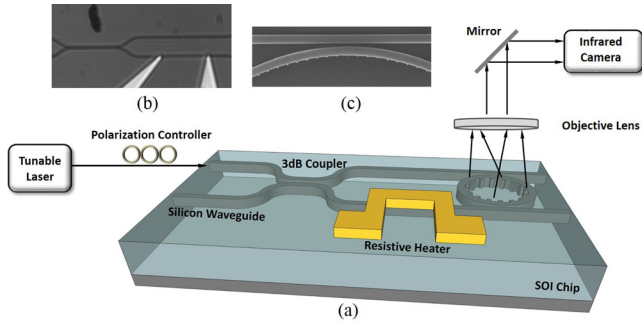 Mirror
Infrared
Camera
(b)
(c)
Objective Lens
Polarization Controller
Tunable
Laser
3dB Coupler
Silicon Waveguide
Resistive Heater
SOI Chip
(a)